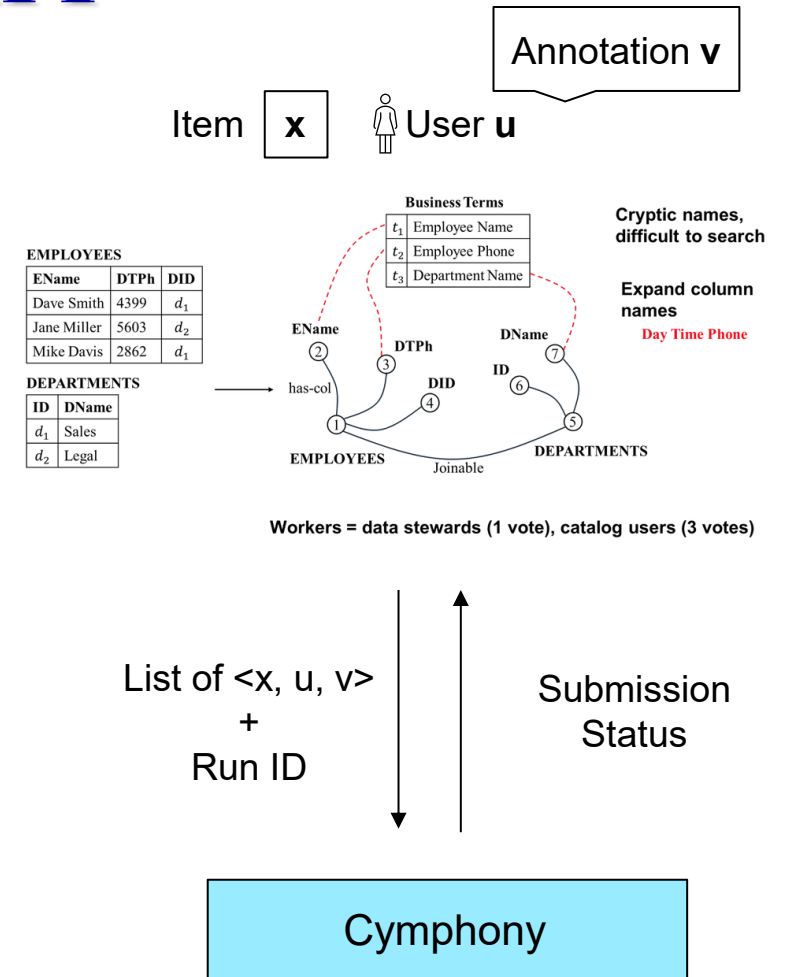 Annotation v
Item x User u
Business Terms
t₁ Employee Name
t₂ Employee Phone
t₃ Department Name
Cryptic names,
difficult to search
Expand column
names
Day Time Phone
EMPLOYEES
EName DTPh DID
Dave Smith 4399 d₁
Jane Miller 5603 d₂
Mike Davis 2862 d₁
DEPARTMENTS
ID DName
d₁ Sales
d₂ Legal
has-col
EName
2
DTPh
3
DID
4
1
EMPLOYEES
Joinable
DName
7
ID
6
5
DEPARTMENTS
Workers = data stewards (1 vote), catalog users (3 votes)
List of <x, u, v>
+
Run ID
Submission
Status
Cymphony